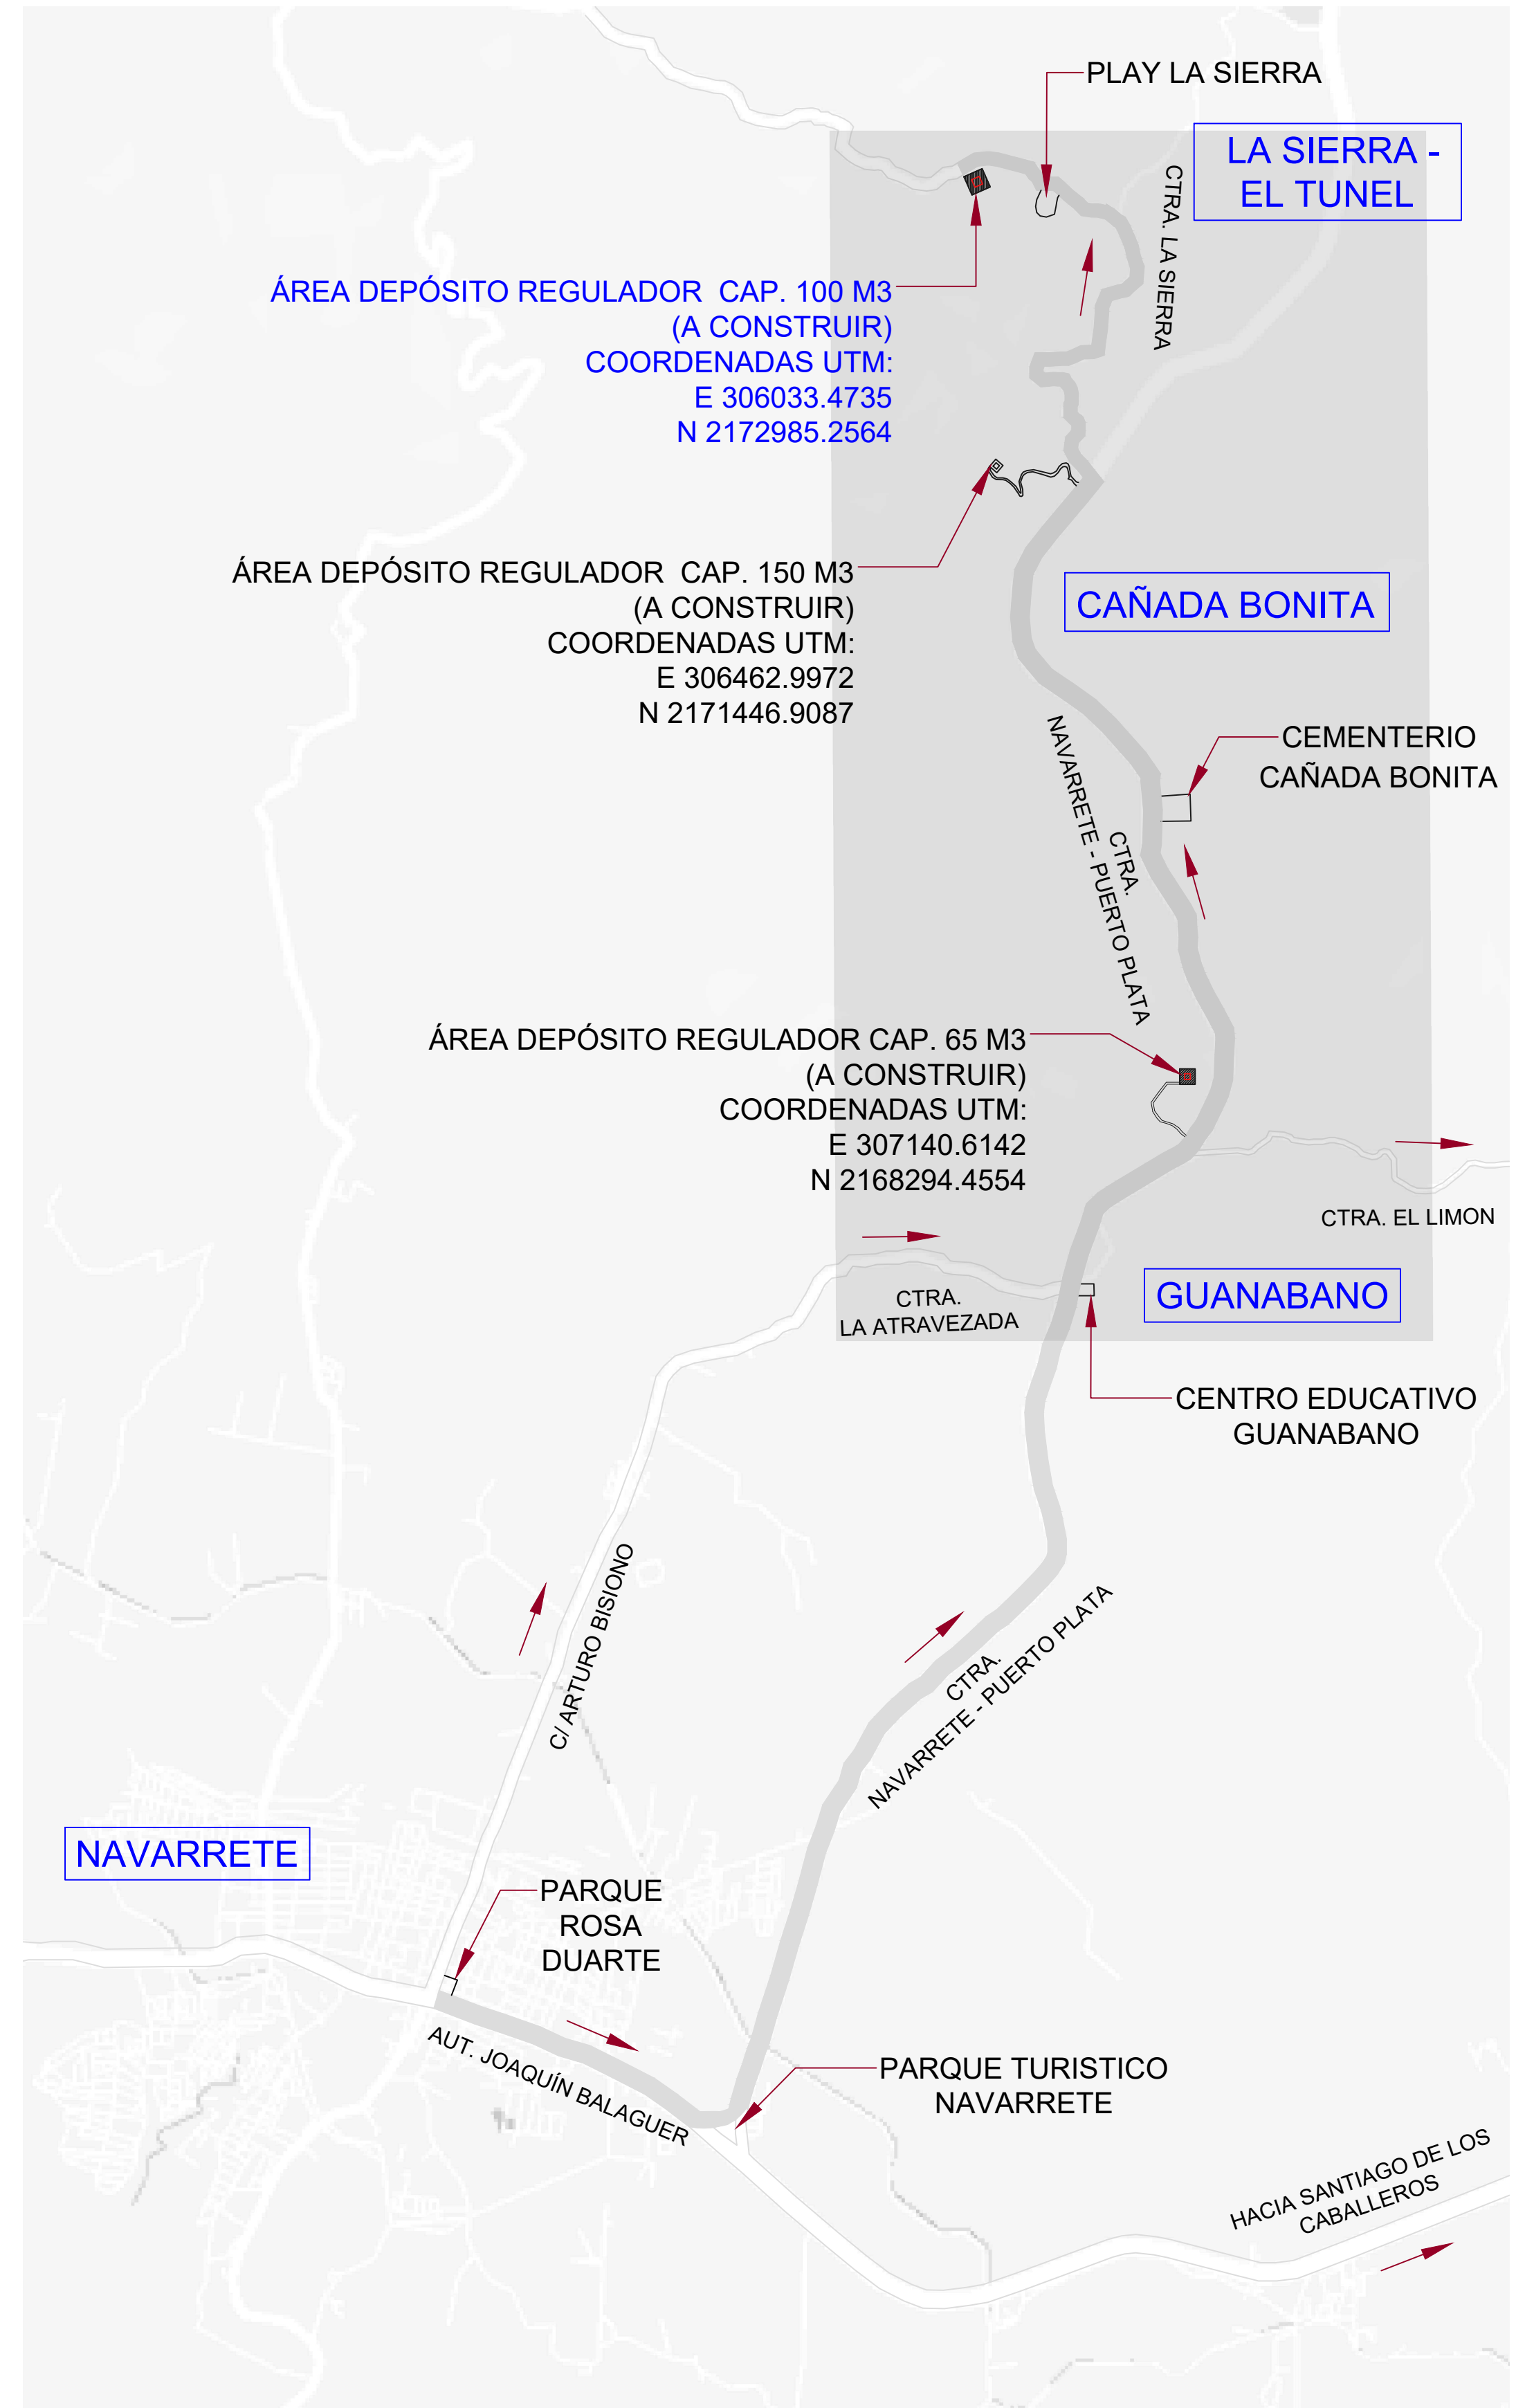 PLAY LA SIERRA
LA SIERRA -
EL TUNEL
CTRA. LA SIERRA
ÁREA DEPÓSITO REGULADOR CAP. 100 M3
(A CONSTRUIR)
COORDENADAS UTM:
E 306033.4735
N 2172985.2564
ÁREA DEPÓSITO REGULADOR CAP. 150 M3
(A CONSTRUIR)
COORDENADAS UTM:
E 306462.9972
N 2171446.9087
CAÑADA BONITA
CEMENTERIO
CAÑADA BONITA
CTRA.
NAVARRETE - PUERTO PLATA
ÁREA DEPÓSITO REGULADOR CAP. 65 M3
(A CONSTRUIR)
COORDENADAS UTM:
E 307140.6142
N 2168294.4554
CTRA. EL LIMON
CTRA.
LA ATRAVEZADA
GUANABANO
CENTRO EDUCATIVO
GUANABANO
C/ ARTURO BISIONO
CTRA.
NAVARRETE - PUERTO PLATA
NAVARRETE
PARQUE
ROSA
DUARTE
AUT. JOAQUÍN BALAGUER
PARQUE TURISTICO
NAVARRETE
HACIA SANTIAGO DE LOS
CABALLEROS